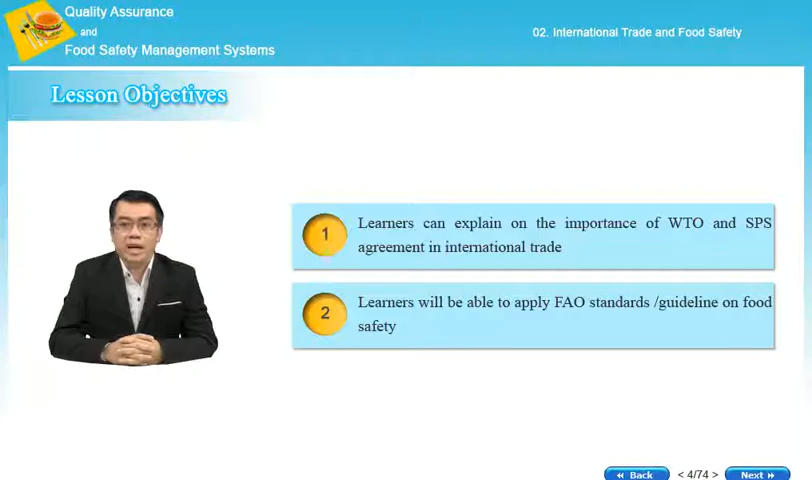 Quality Assurance
and
Food Safety Management Systems
02. International Trade and Food Safety
Lesson Objectives
1
Learners can explain on the importance of WTO and SPS
agreement in international trade
2
Learners will be able to apply FAO standards /guideline on food
safety
Back
< 4/74 >
Next